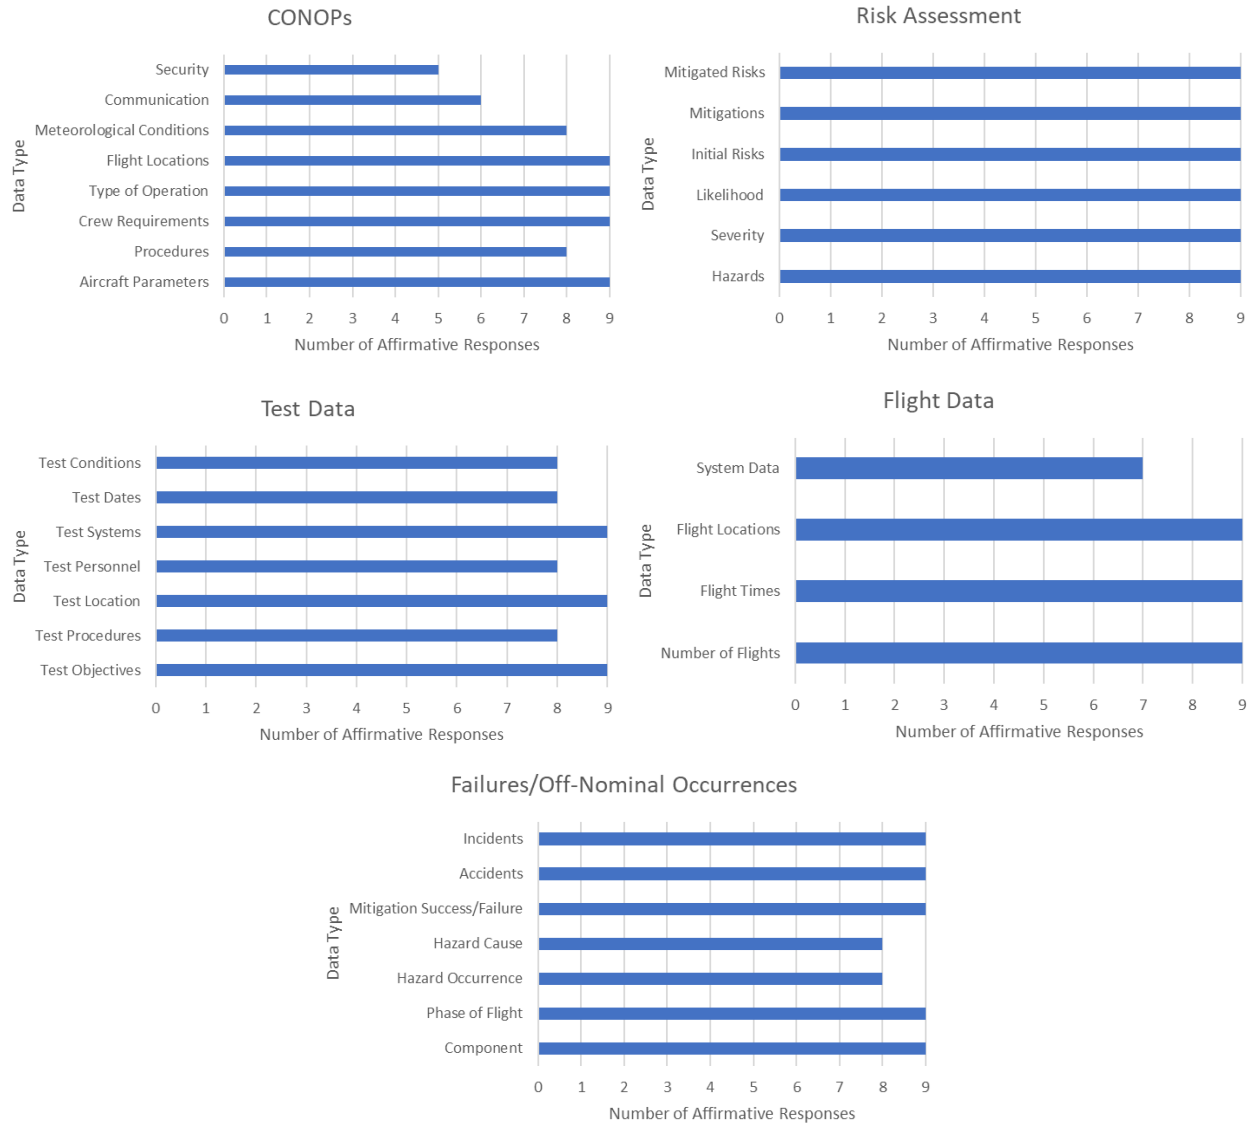 CONOPs
Data Type
Security
Communication
Meteorological Conditions
Flight Locations
Type of Operation
Crew Requirements
Procedures
Aircraft Parameters
0 1 2 3 4 5 6 7 8 9
Number of Affirmative Responses
Risk Assessment
Data Type
Mitigated Risks
Mitigations
Initial Risks
Likelihood
Severity
Hazards
0 1 2 3 4 5 6 7 8 9
Number of Affirmative Responses
Test Data
Data Type
Test Conditions
Test Dates
Test Systems
Test Personnel
Test Location
Test Procedures
Test Objectives
0 1 2 3 4 5 6 7 8 9
Number of Affirmative Responses
Flight Data
Data Type
System Data
Flight Locations
Flight Times
Number of Flights
0 1 2 3 4 5 6 7 8 9
Number of Affirmative Responses
Failures/Off-Nominal Occurrences
Data Type
Incidents
Accidents
Mitigation Success/Failure
Hazard Cause
Hazard Occurrence
Phase of Flight
Component
0 1 2 3 4 5 6 7 8 9
Number of Affirmative Responses